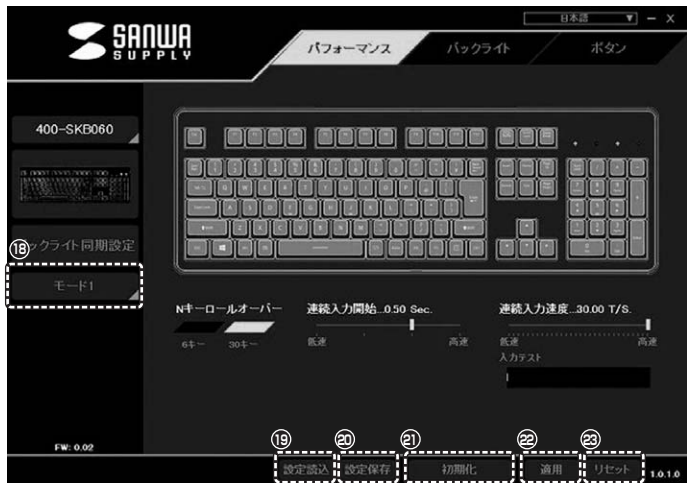 日本語 ▼ － X
SANWA
SUPPLY
パフォーマンス バックライト ボタン
400-SKB060
⑱
ックライト同期設定
モード1
Nキーロールオーバー 連続入力開始...0.50 Sec. 連続入力速度...30.00 T/S.
6キー 30キー 低速 高速 低速 高速
入力テスト
FW: 0.02
⑲ ⑳ ㉑ ㉒ ㉓
設定読込 設定保存 初期化 適用 リセット 1.0.1.0